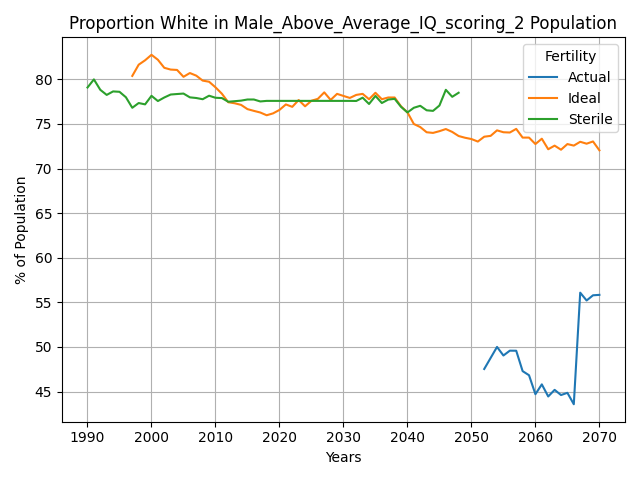 Proportion White in Male_Above_Average_IQ_scoring_2 Population
% of Population
80
75
70
65
60
55
50
45
Fertility
Actual
Ideal
Sterile
1990 2000 2010 2020 2030 2040 2050 2060 2070
Years